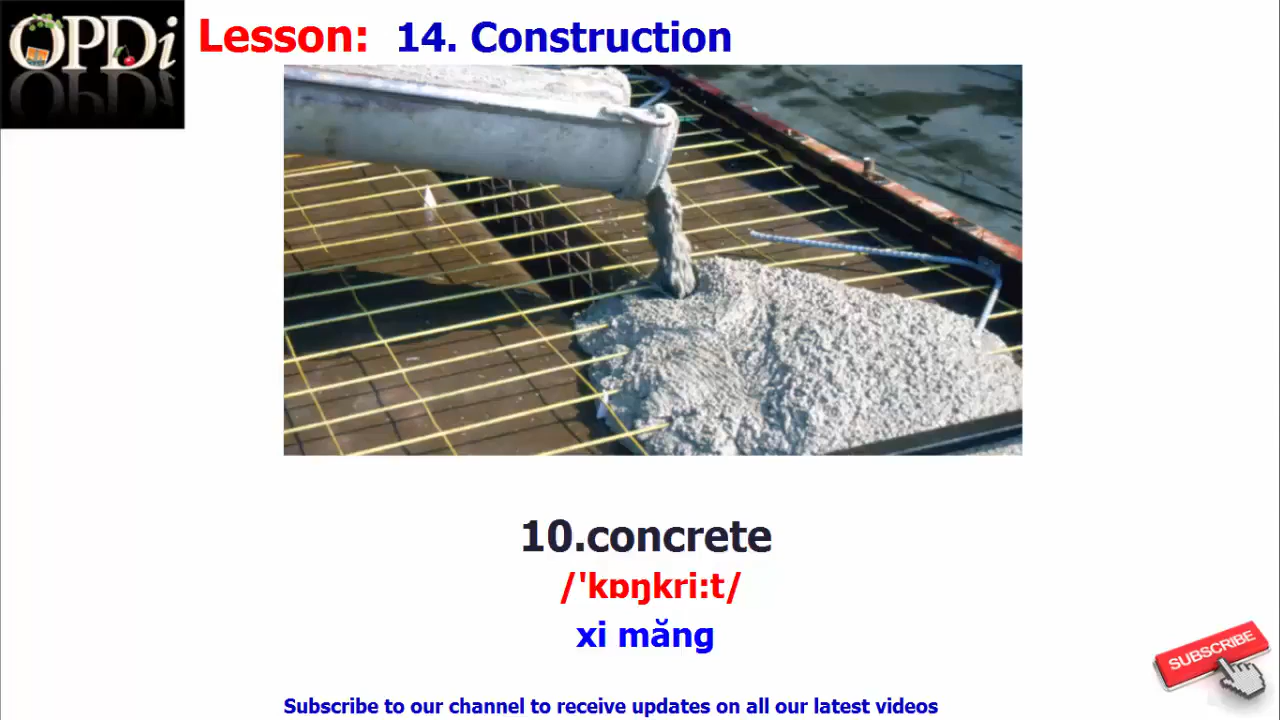 OPDi
Lesson: 14. Construction
10.concrete
/'kɒŋkri:t/
xi măng
SUBSCRIBE
Subscribe to our channel to receive updates on all our latest videos